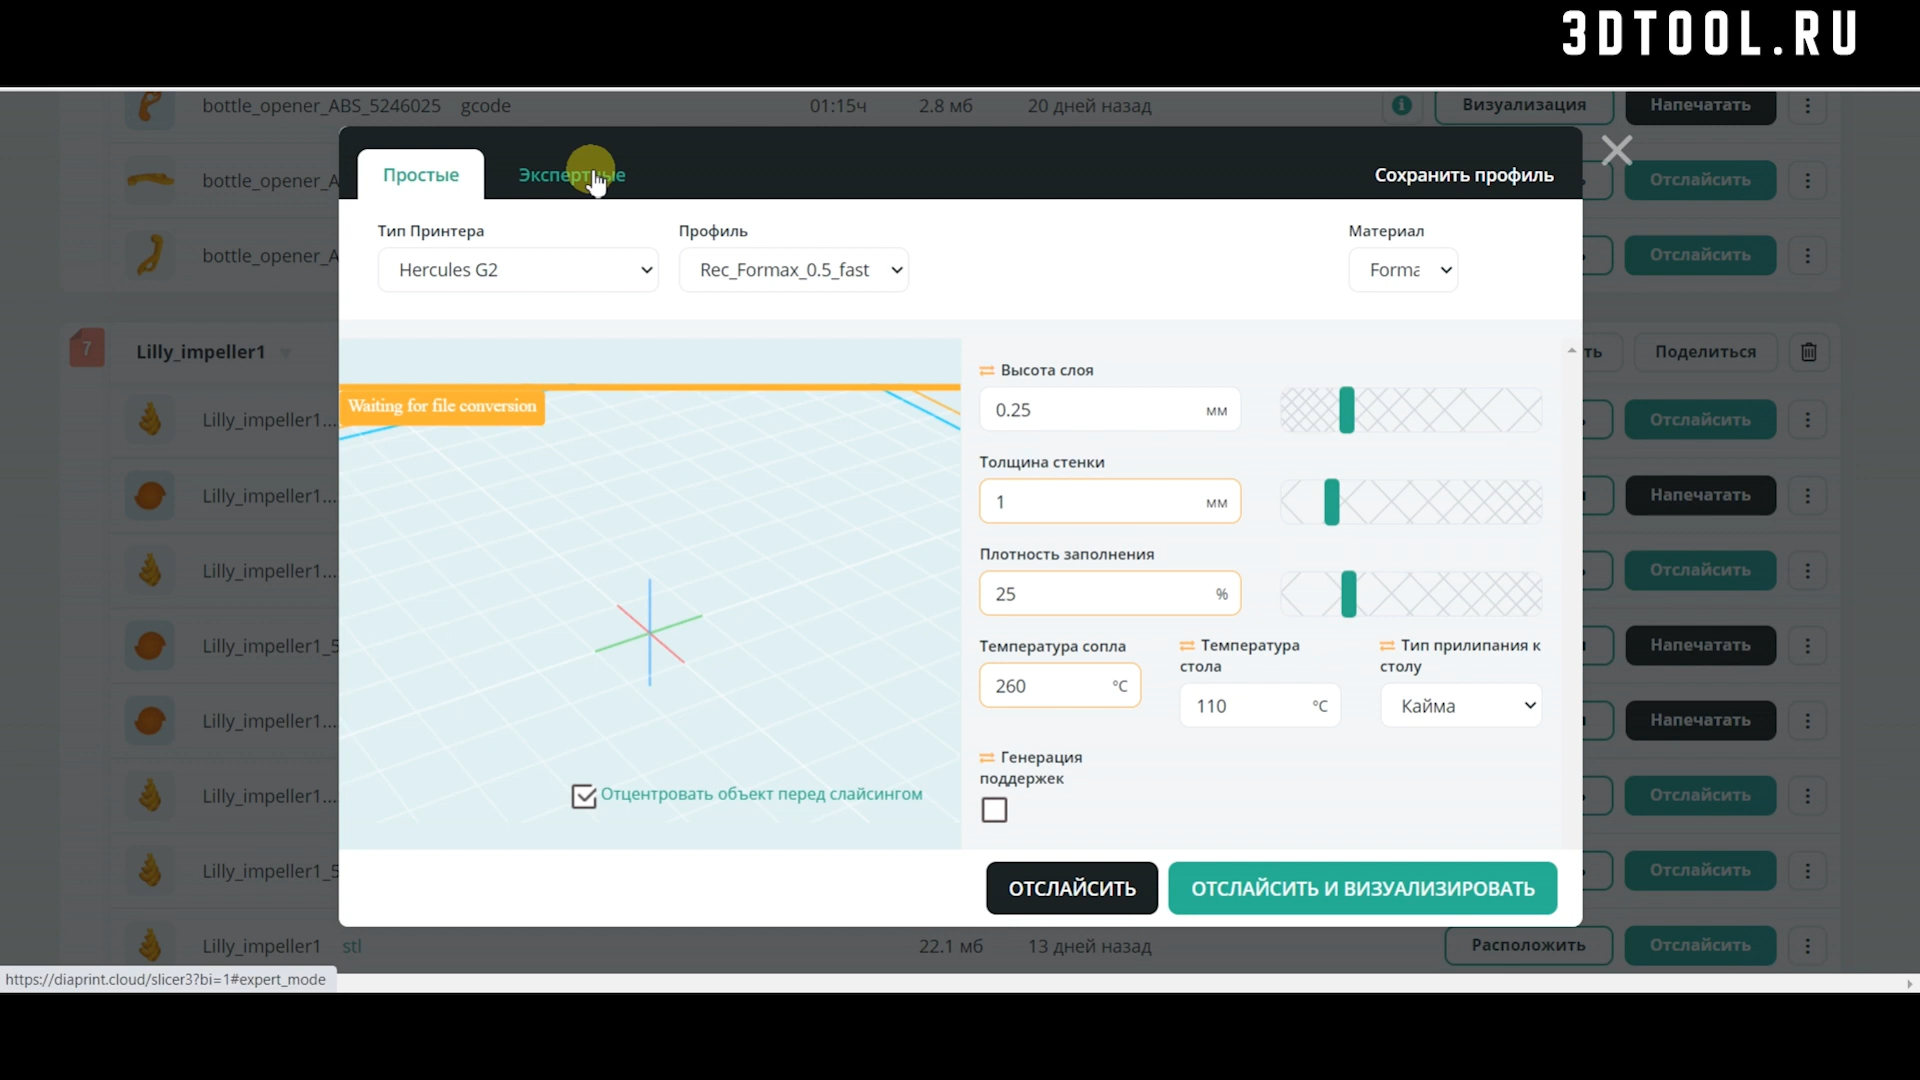 3DTOOL.RU
bottle_opener_ABS_5246025 gcode 01:15ч 2.8 мб 20 дней назад Визуализация Напечатать
Простые Экспертные Сохранить профиль
bottle_opener_A Отслайсить
Тип Принтера Профиль Материал
bottle_opener_A Отслайсить
Hercules G2 Rec_Formax_0.5_fast Forma
7 Lilly_impeller1 ть Поделиться
Высота слоя
Waiting for file conversion
0.25 мм
Lilly_impeller1... Отслайсить
Толщина стенки
1 мм
Lilly_impeller1... Напечатать
Плотность заполнения
25 %
Lilly_impeller1... Отслайсить
Температура сопла Температура стола Тип прилипания к столу
Lilly_impeller1_5 Напечатать
260 °C 110 °C Кайма
Lilly_impeller1... Напечатать
Генерация поддержек
Отцентровать объект перед слайсингом
Lilly_impeller1... Отслайсить
Lilly_impeller1_5 Отслайсить
ОТСЛАЙСИТЬ ОТСЛАЙСИТЬ И ВИЗУАЛИЗИРОВАТЬ
Lilly_impeller1 stl 22.1 мб 13 дней назад Расположить Отслайсить
https://diaprint.cloud/slicer3?bi=1#expert_mode